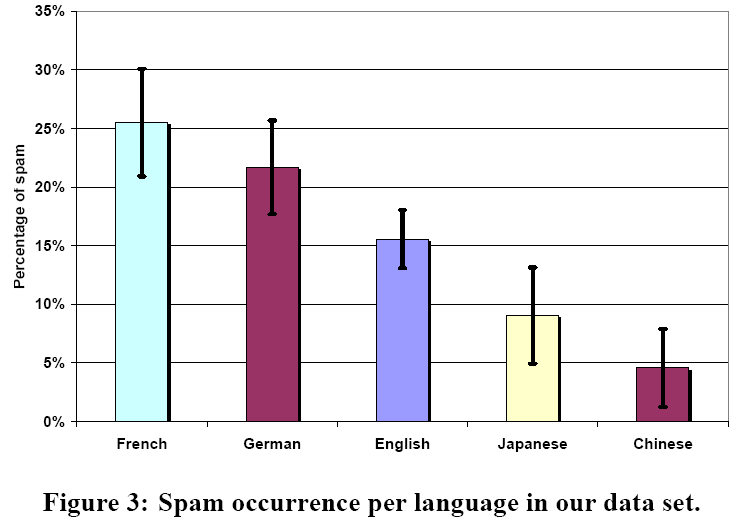 35%
30%
25%
20%
15%
10%
5%
0%
Percentage of spam
French German English Japanese Chinese
Figure 3: Spam occurrence per language in our data set.